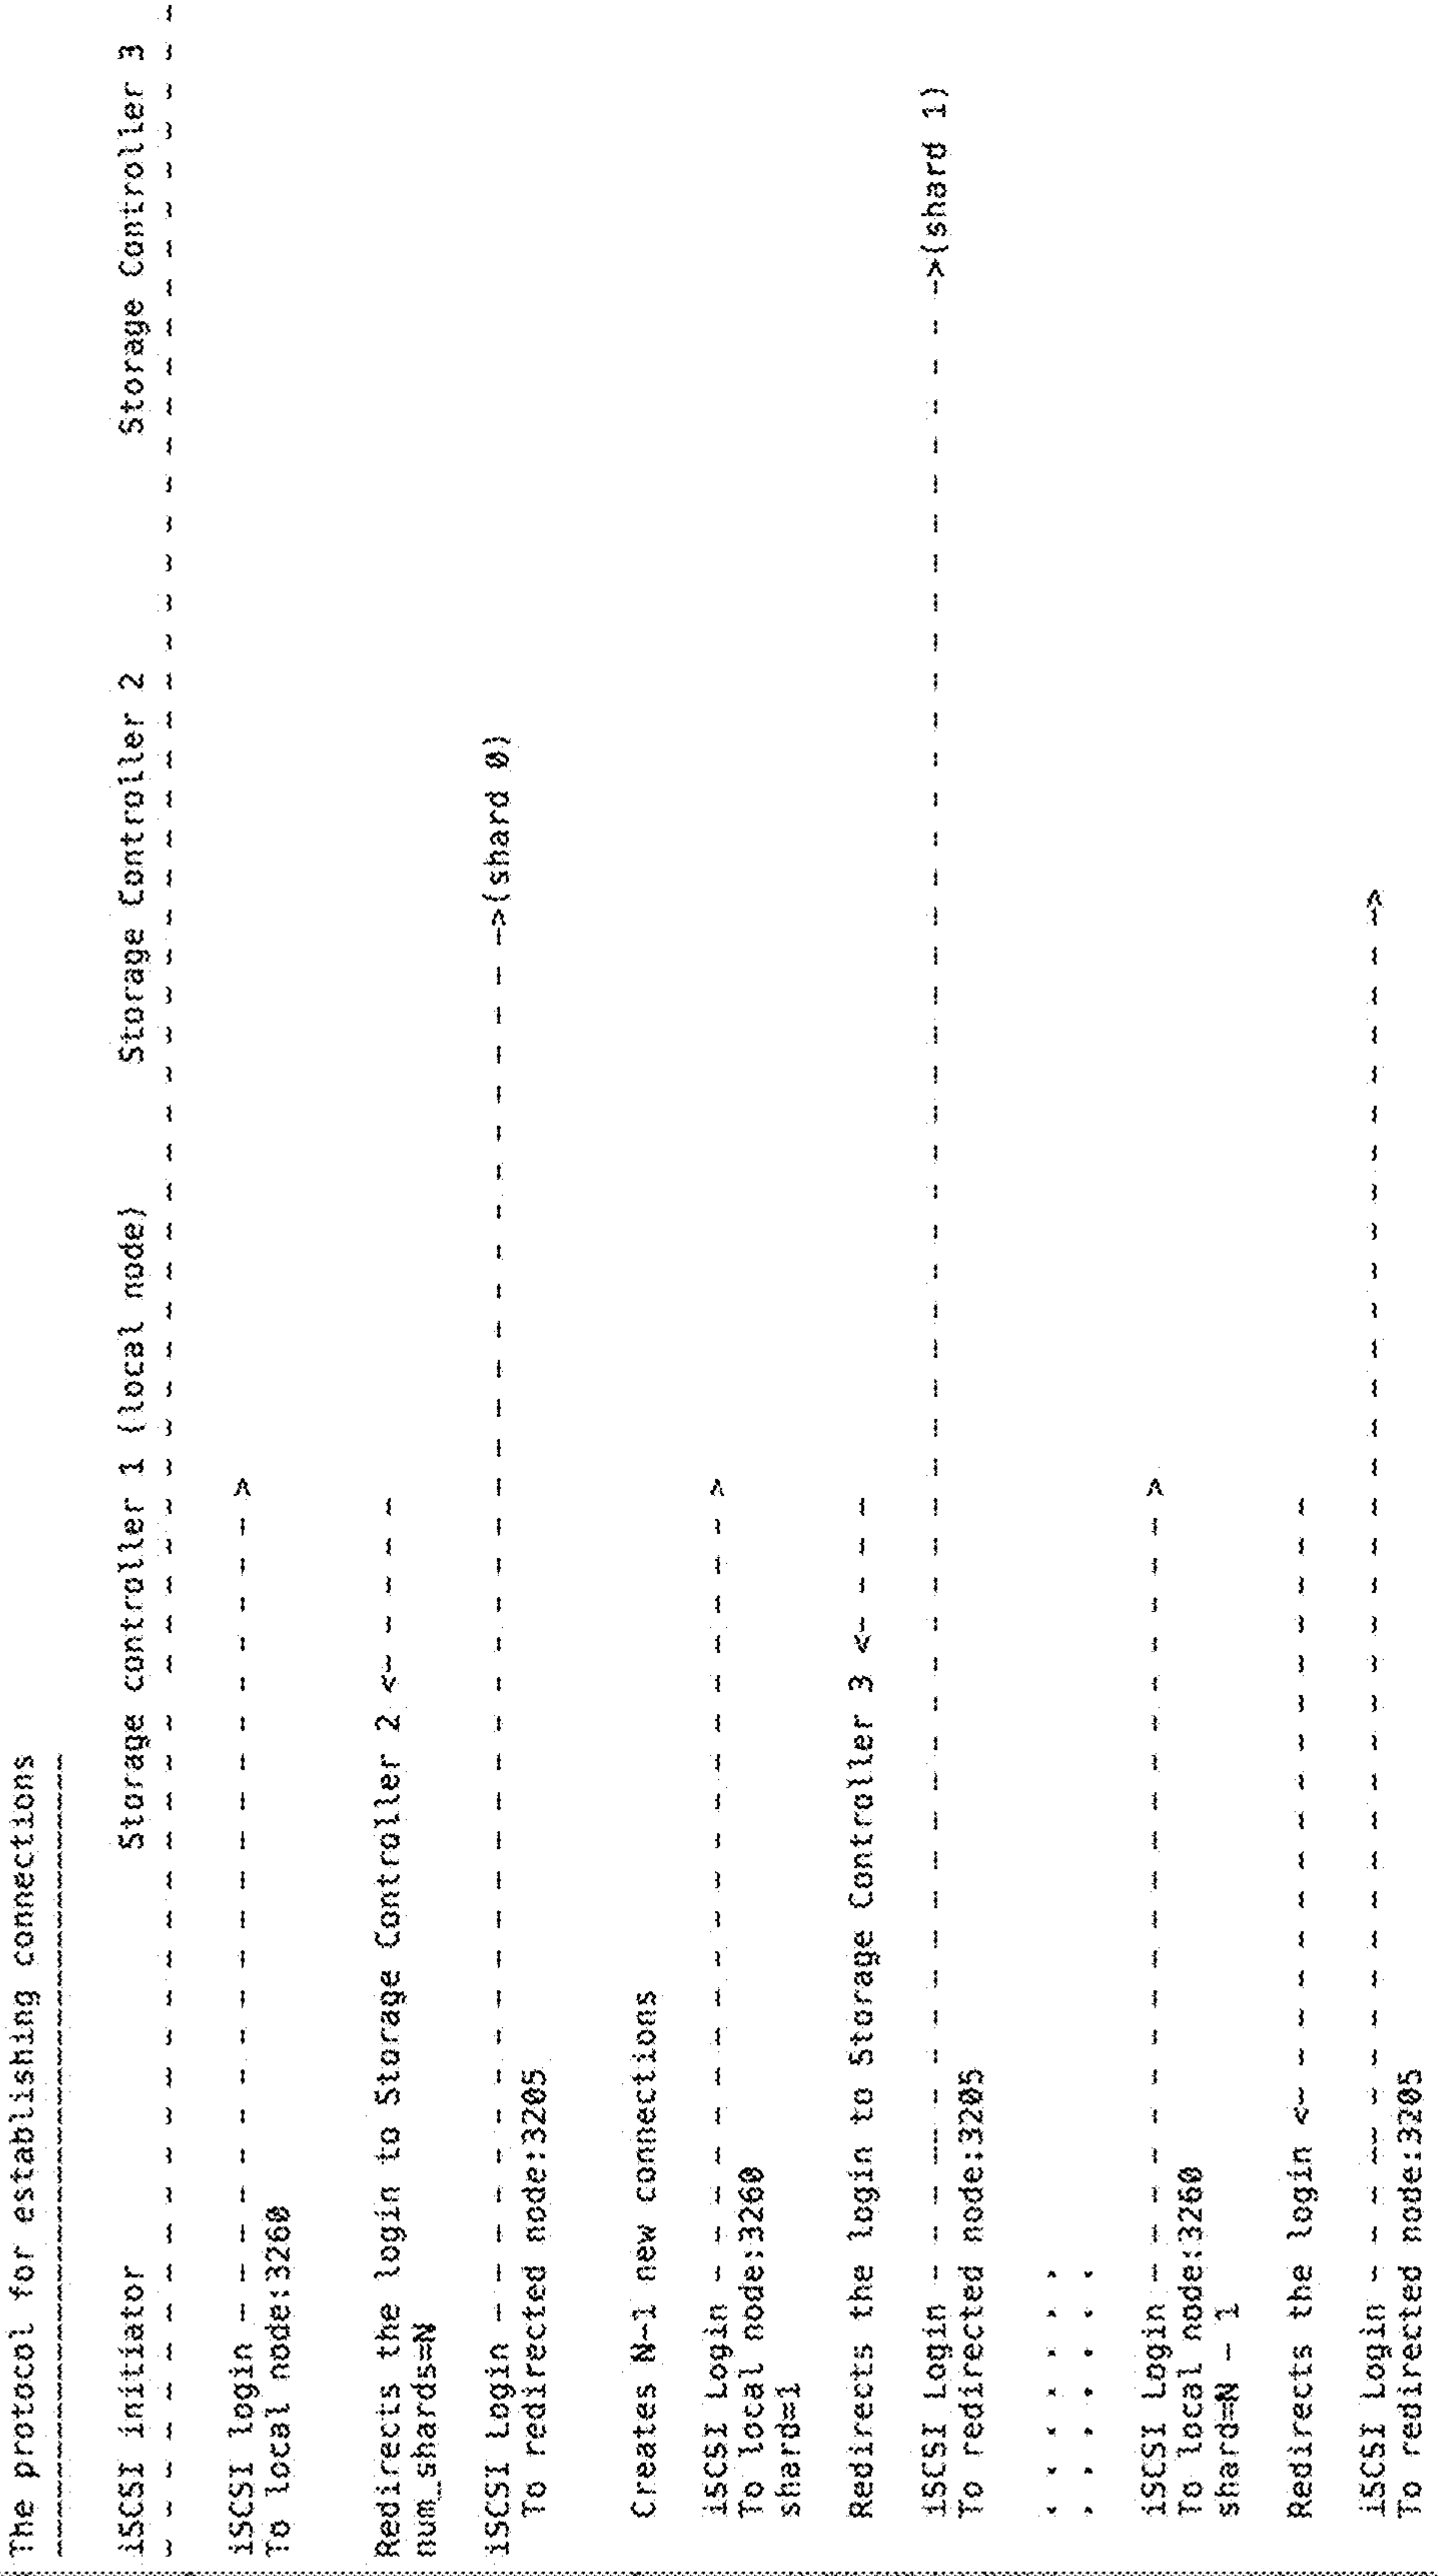 The protocol for establishing connections
iSCSI initiator Storage controller 1 (local node) Storage Controller 2 Storage Controller 3
iSCSI login - - - - - - - - - - - - - - - - - - - - - >
To local node:3260
Redirects the login to Storage Controller 2 <- - - - -
num_shards=N
iSCSI Login - - - - - - - - - - - - - - - - - - - - - - - - - - - - - - - - - - - ->(shard 0)
To redirected node:3205
Creates N-1 new connections
iSCSI Login - - - - - - - - - - - - - - - - - - - - >
To local node:3260
shard=1
Redirects the login to Storage Controller 3 <- - - -
iSCSI Login - - - - - - - - - - - - - - - - - - - - - - - - - - - - - - - - - - - - - - - - - - - - - - - - - - - ->(shard 1)
To redirected node:3205
iSCSI Login - - - - - - - - - - - - - - - - - - - - >
To local node:3260
shard=N - 1
Redirects the login <- - - - - - - - - - - - - - - -
iSCSI Login - - - - - - - - - - - - - - - - - - - - - - - - - - - - - - - - - - - ->
To redirected node:3205